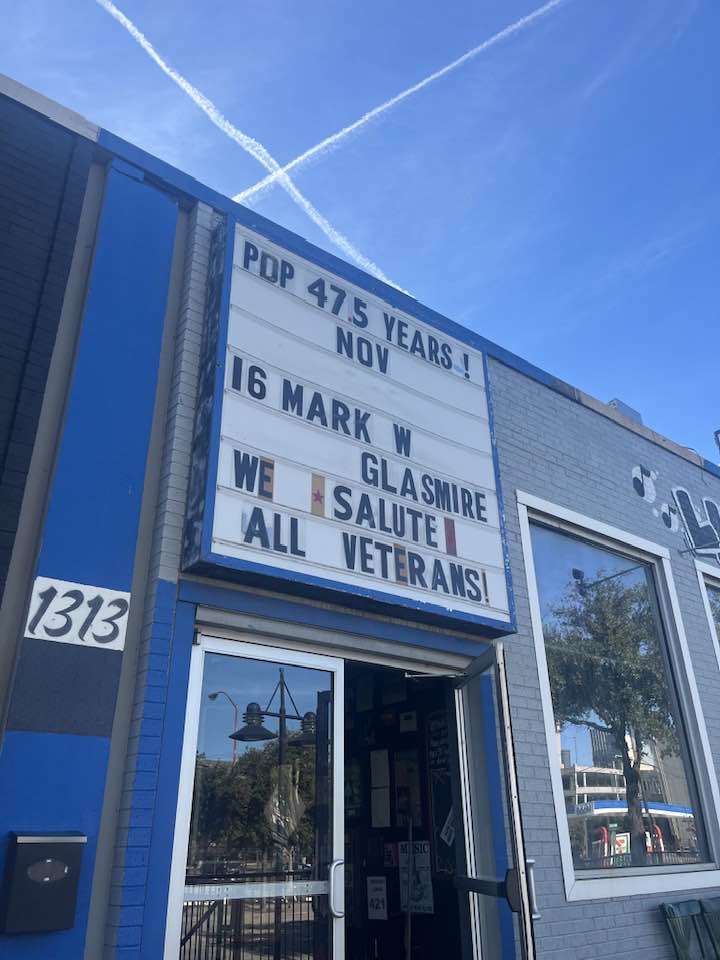 POP 47.5 YEARS !
NOV
16 MARK W
GLASMIRE
WE SALUTE
ALL VETERANS!
1313
MUSIC
421